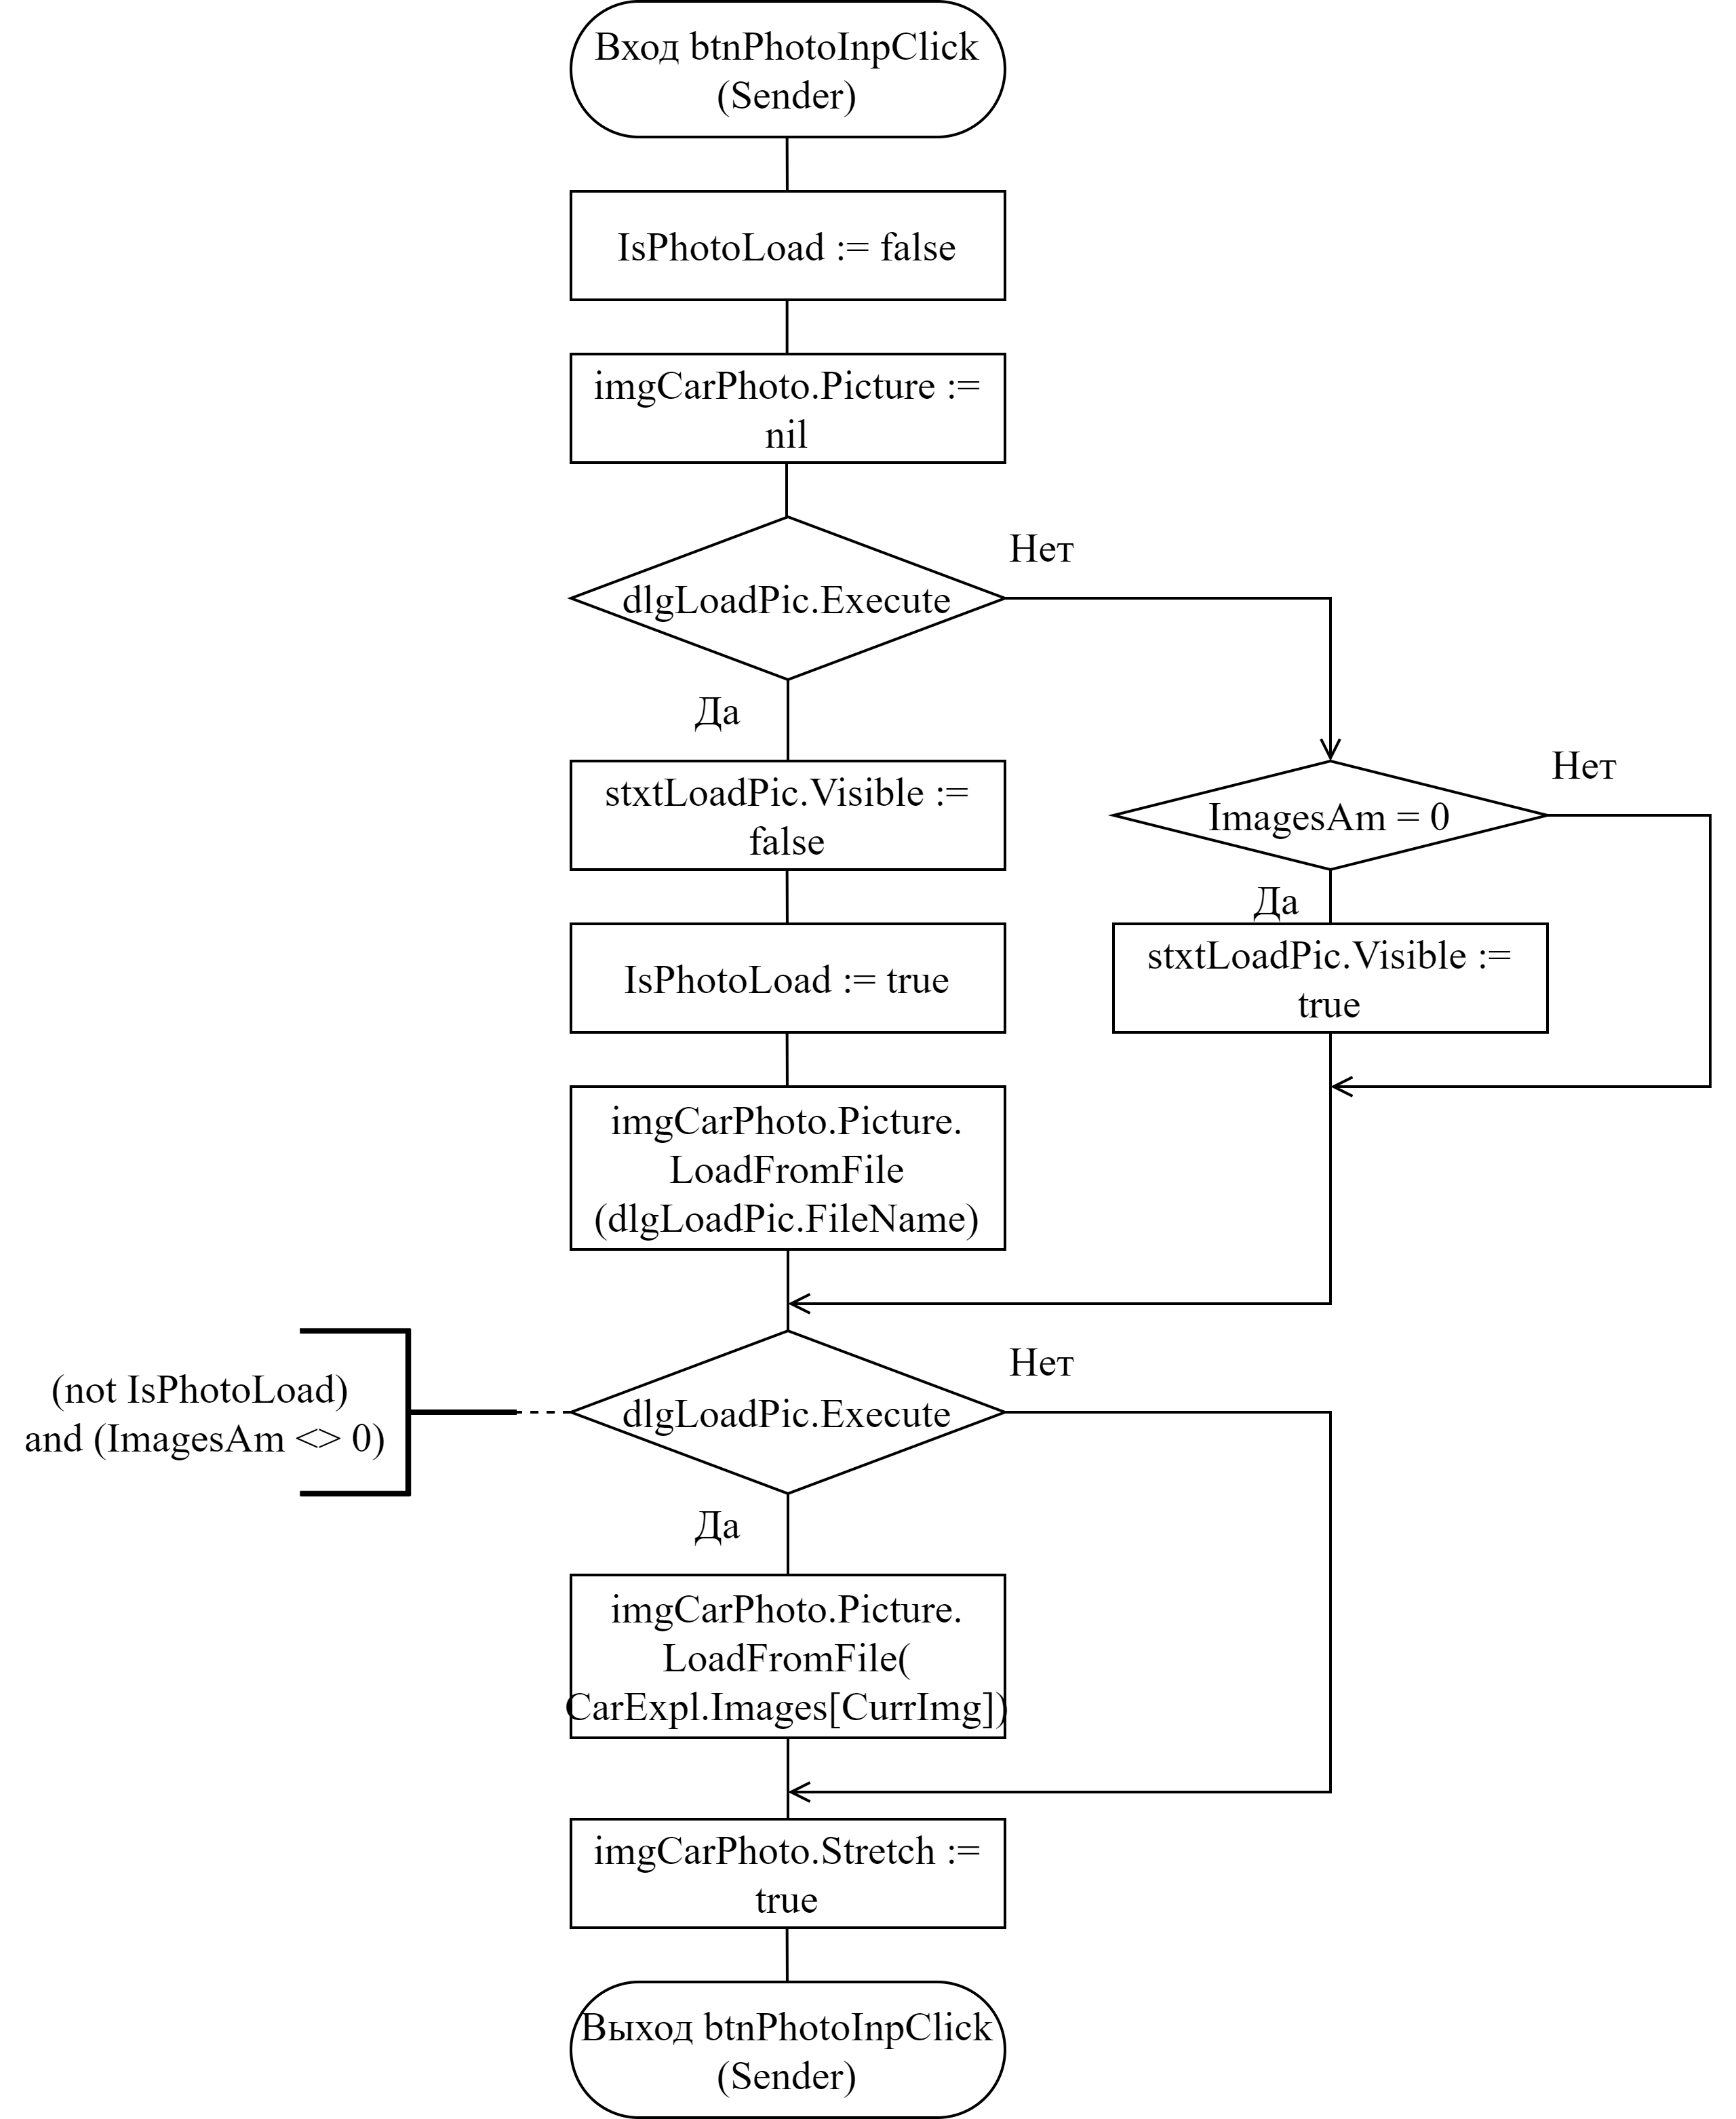 Вход btnPhotoInpClick
(Sender)
IsPhotoLoad := false
imgCarPhoto.Picture :=
nil
dlgLoadPic.Execute
Нет
Да
stxtLoadPic.Visible :=
false
ImagesAm = 0
Нет
Да
stxtLoadPic.Visible :=
true
IsPhotoLoad := true
imgCarPhoto.Picture.
LoadFromFile
(dlgLoadPic.FileName)
(not IsPhotoLoad)
and (ImagesAm <> 0)
dlgLoadPic.Execute
Нет
Да
imgCarPhoto.Picture.
LoadFromFile(
CarExpl.Images[CurrImg])
imgCarPhoto.Stretch :=
true
Выход btnPhotoInpClick
(Sender)